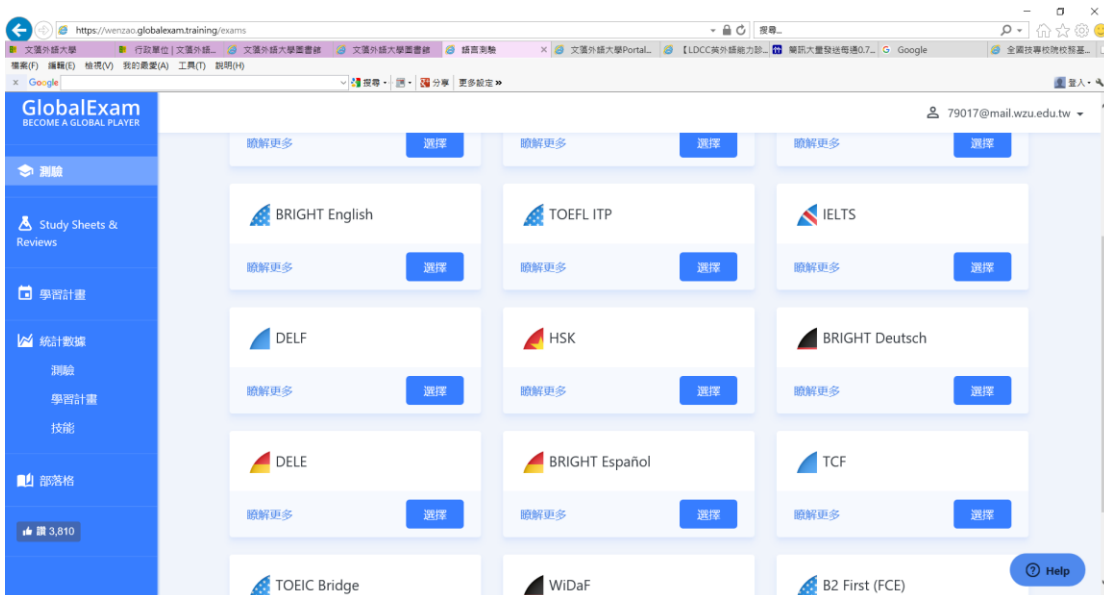 https://wenzao.globalexam.training/exams
搜尋...
文藻外語大學
行政單位 | 文藻外語...
文藻外語大學圖書館
文藻外語大學圖書館
語言測驗
文藻外語大學Portal...
【LDCC英外語能力診...
簡訊大量發送每通0.7...
Google
全國技專校院校務基...
檔案(F) 編輯(E) 檢視(V) 我的最愛(A) 工具(T) 說明(H)
x Google
搜尋
分享
更多設定 »
登入
GlobalExam
BECOME A GLOBAL PLAYER
79017@mail.wzu.edu.tw
測驗
Study Sheets &
Reviews
學習計畫
統計數據
測驗
學習計畫
技能
部落格
讚 3,810
瞭解更多 選擇
瞭解更多 選擇
瞭解更多 選擇
BRIGHT English
瞭解更多 選擇
TOEFL ITP
瞭解更多 選擇
IELTS
瞭解更多 選擇
DELF
瞭解更多 選擇
HSK
瞭解更多 選擇
BRIGHT Deutsch
瞭解更多 選擇
DELE
瞭解更多 選擇
BRIGHT Español
瞭解更多 選擇
TCF
瞭解更多 選擇
TOEIC Bridge
WiDaF
B2 First (FCE)
Help